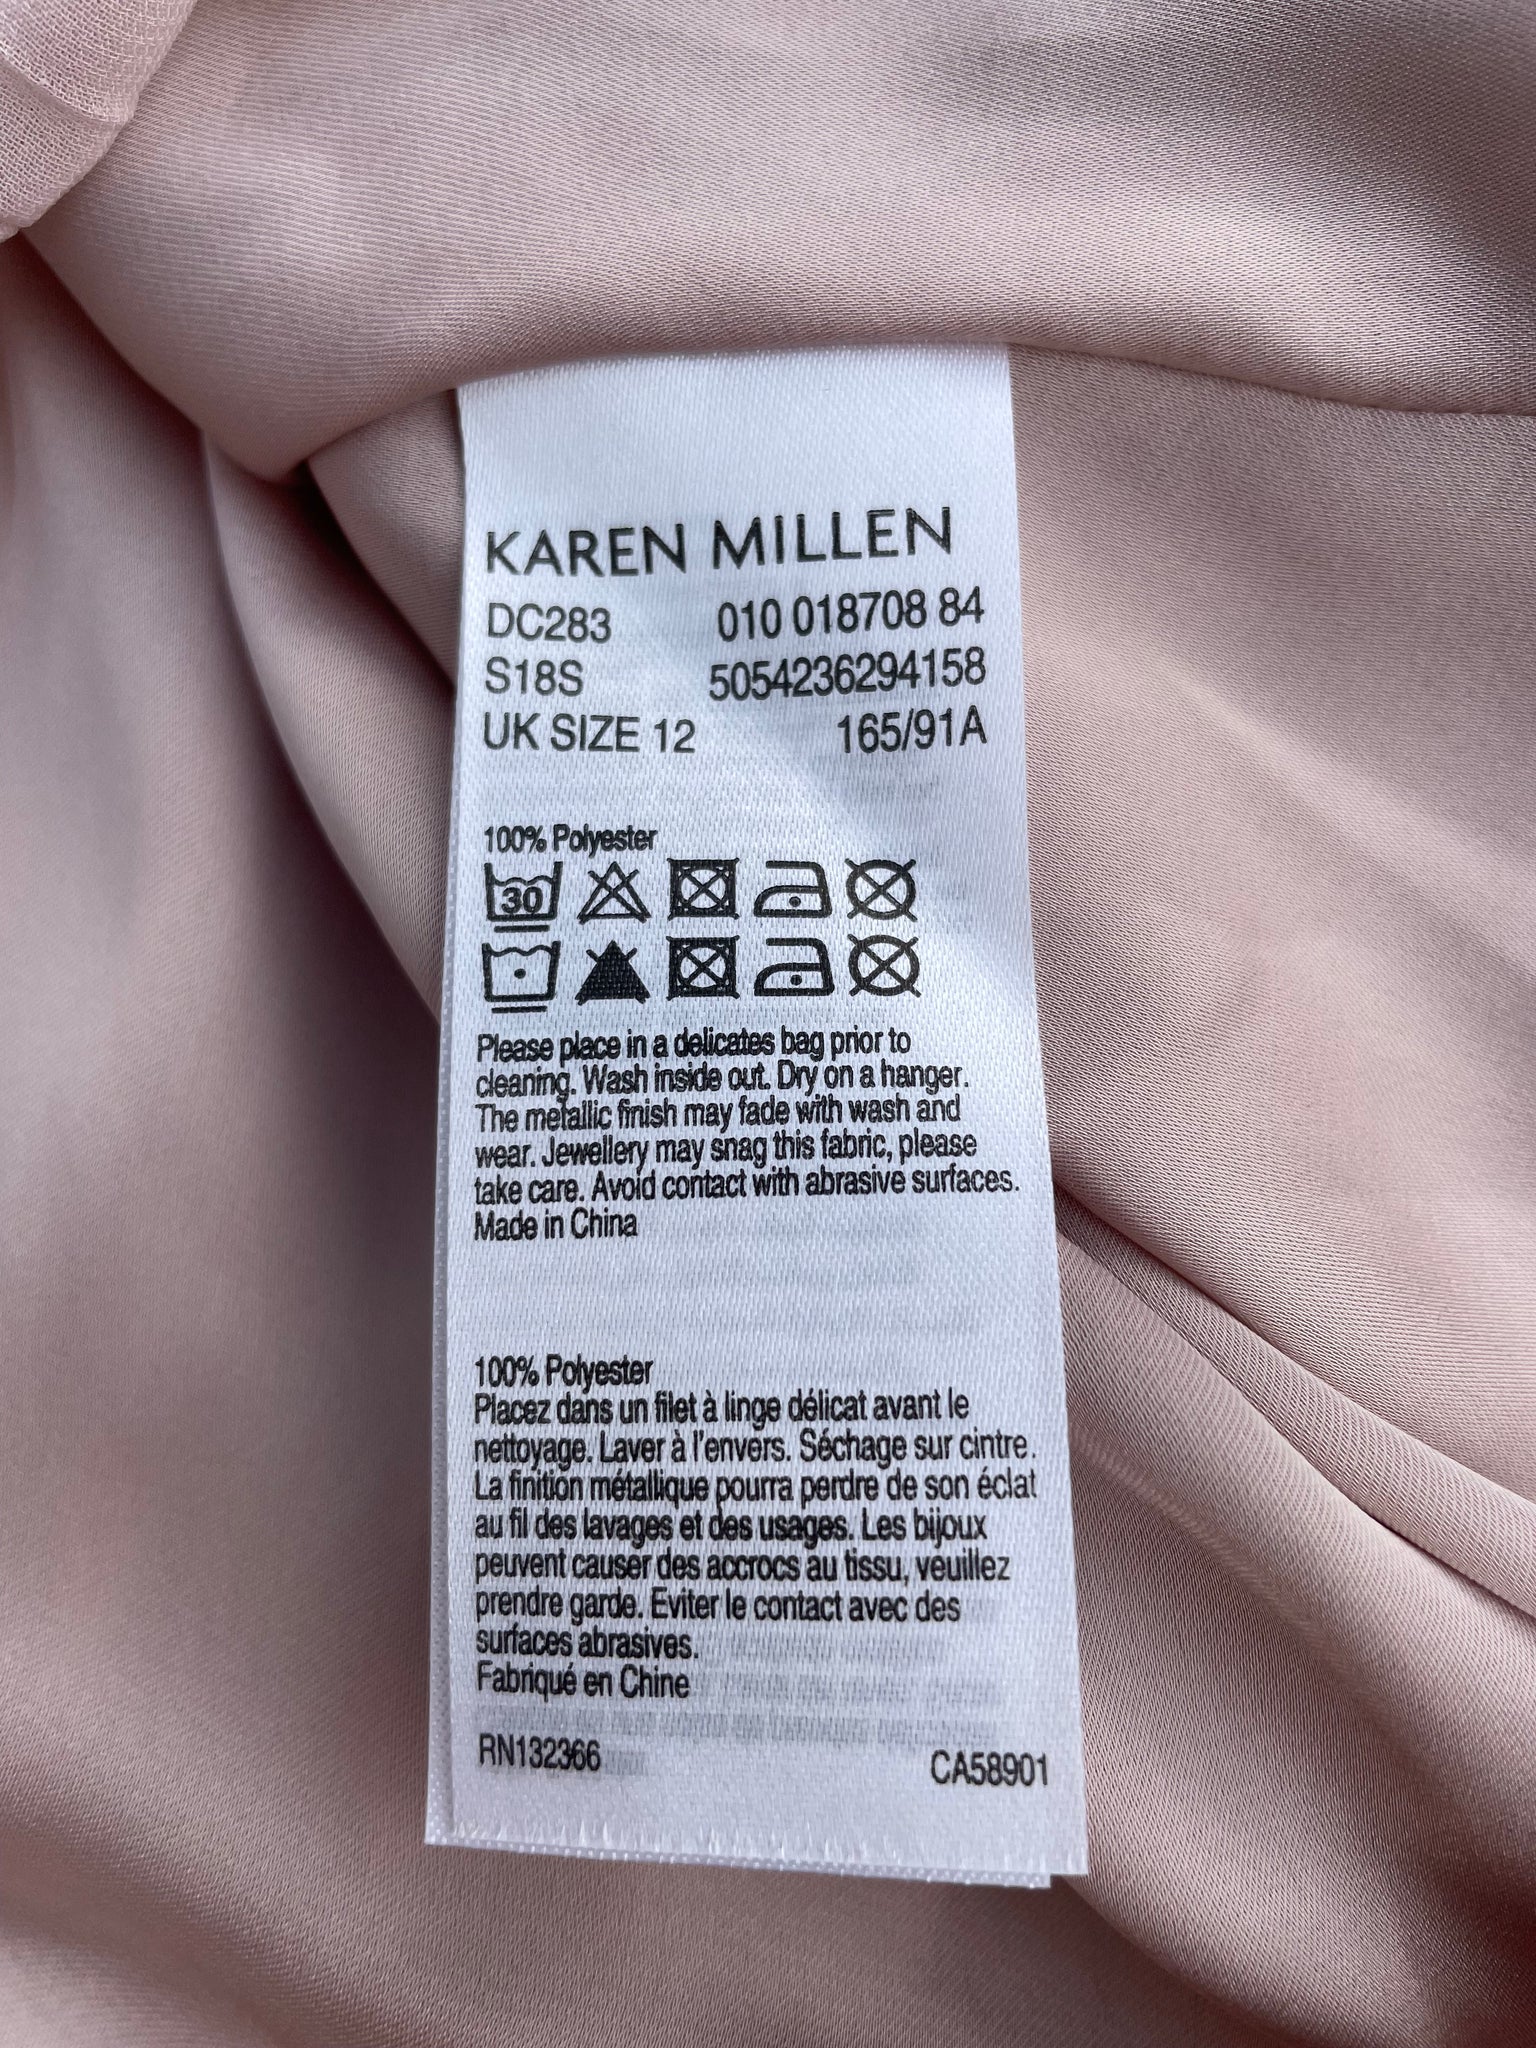 KAREN MILLEN
DC283 010 018708 84
S18S 5054236294158
UK SIZE 12 165/91A
100% Polyester
30
Please place in a delicates bag prior to
cleaning. Wash inside out. Dry on a hanger.
The metallic finish may fade with wash and
wear. Jewellery may snag this fabric, please
take care. Avoid contact with abrasive surfaces.
Made in China
100% Polyester
Placez dans un filet à linge délicat avant le
nettoyage. Laver à l'envers. Séchage sur cintre.
La finition métallique pourra perdre de son éclat
au fil des lavages et des usages. Les bijoux
peuvent causer des accrocs au tissu, veuillez
prendre garde. Eviter le contact avec des
surfaces abrasives.
Fabriqué en Chine
RN132366 CA58901